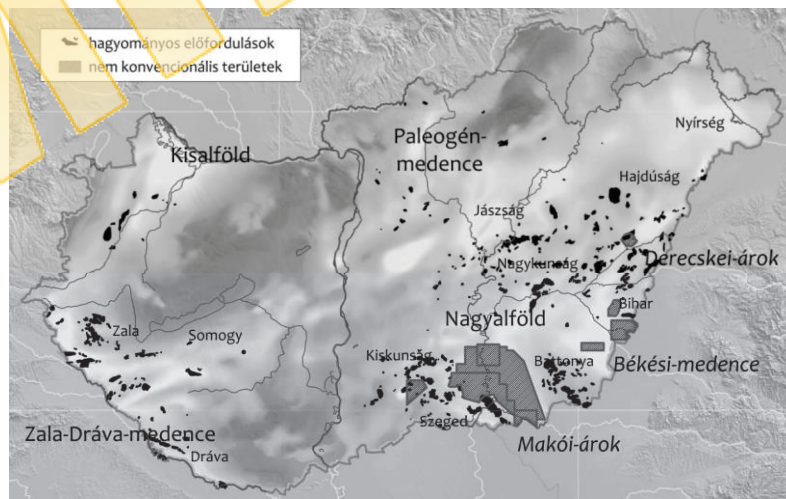 hagyományos előfordulások
nem konvencionális területek
Kisalföld
Paleogén-
medence
Nyírség
Hajdúság
Jászság
Nagykunság
Derecskei-árok
Bihar
Zala
Somogy
Nagyalföld
Kiskunság
Battonya
Békési-medence
Szeged
Zala-Dráva-medence
Makói-árok
Dráva